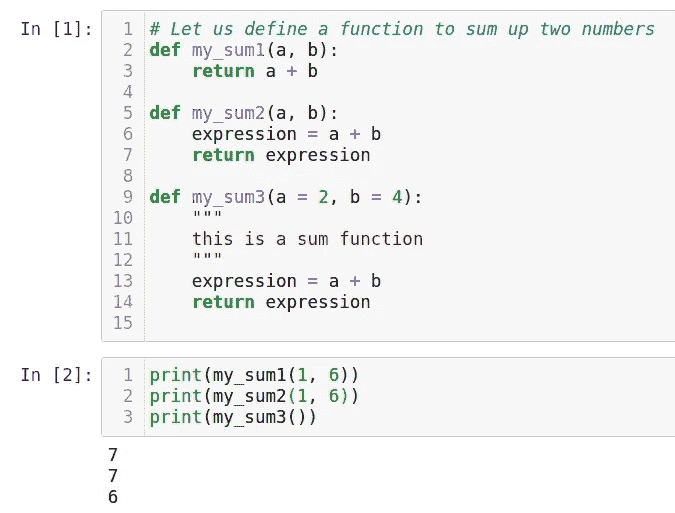 In [1]:
1 # Let us define a function to sum up two numbers
2 def my_sum1(a, b):
3     return a + b
4
5 def my_sum2(a, b):
6     expression = a + b
7     return expression
8
9 def my_sum3(a = 2, b = 4):
10     """
11     this is a sum function
12     """
13     expression = a + b
14     return expression
15
In [2]:
1 print(my_sum1(1, 6))
2 print(my_sum2(1, 6))
3 print(my_sum3())
7
7
6